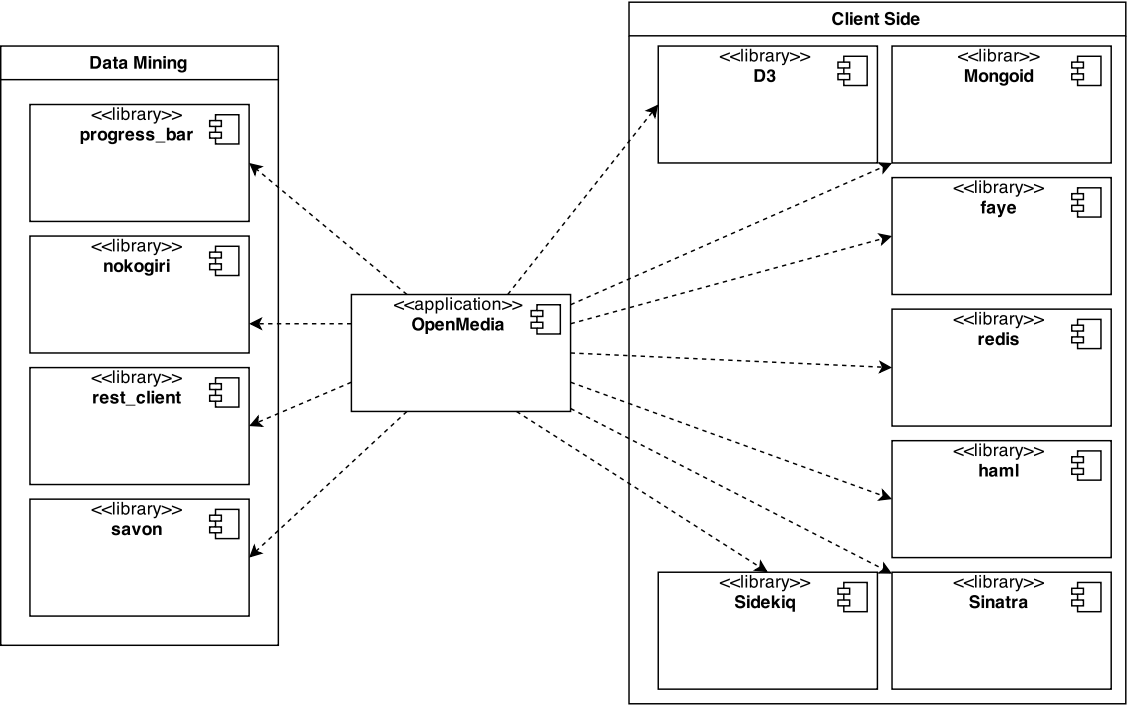 Data Mining
<<library>>
progress_bar
<<library>>
nokogiri
<<library>>
rest_client
<<library>>
savon
<<application>>
OpenMedia
Client Side
<<library>>
D3
<<librar>>
Mongoid
<<library>>
faye
<<library>>
redis
<<library>>
haml
<<library>>
Sidekiq
<<library>>
Sinatra